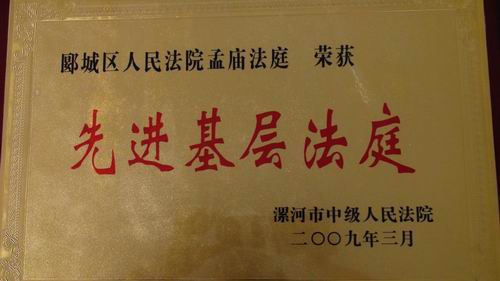 郾城区人民法院孟庙法庭 荣获
先进基层法庭
漯河市中级人民法院
二〇〇九年三月